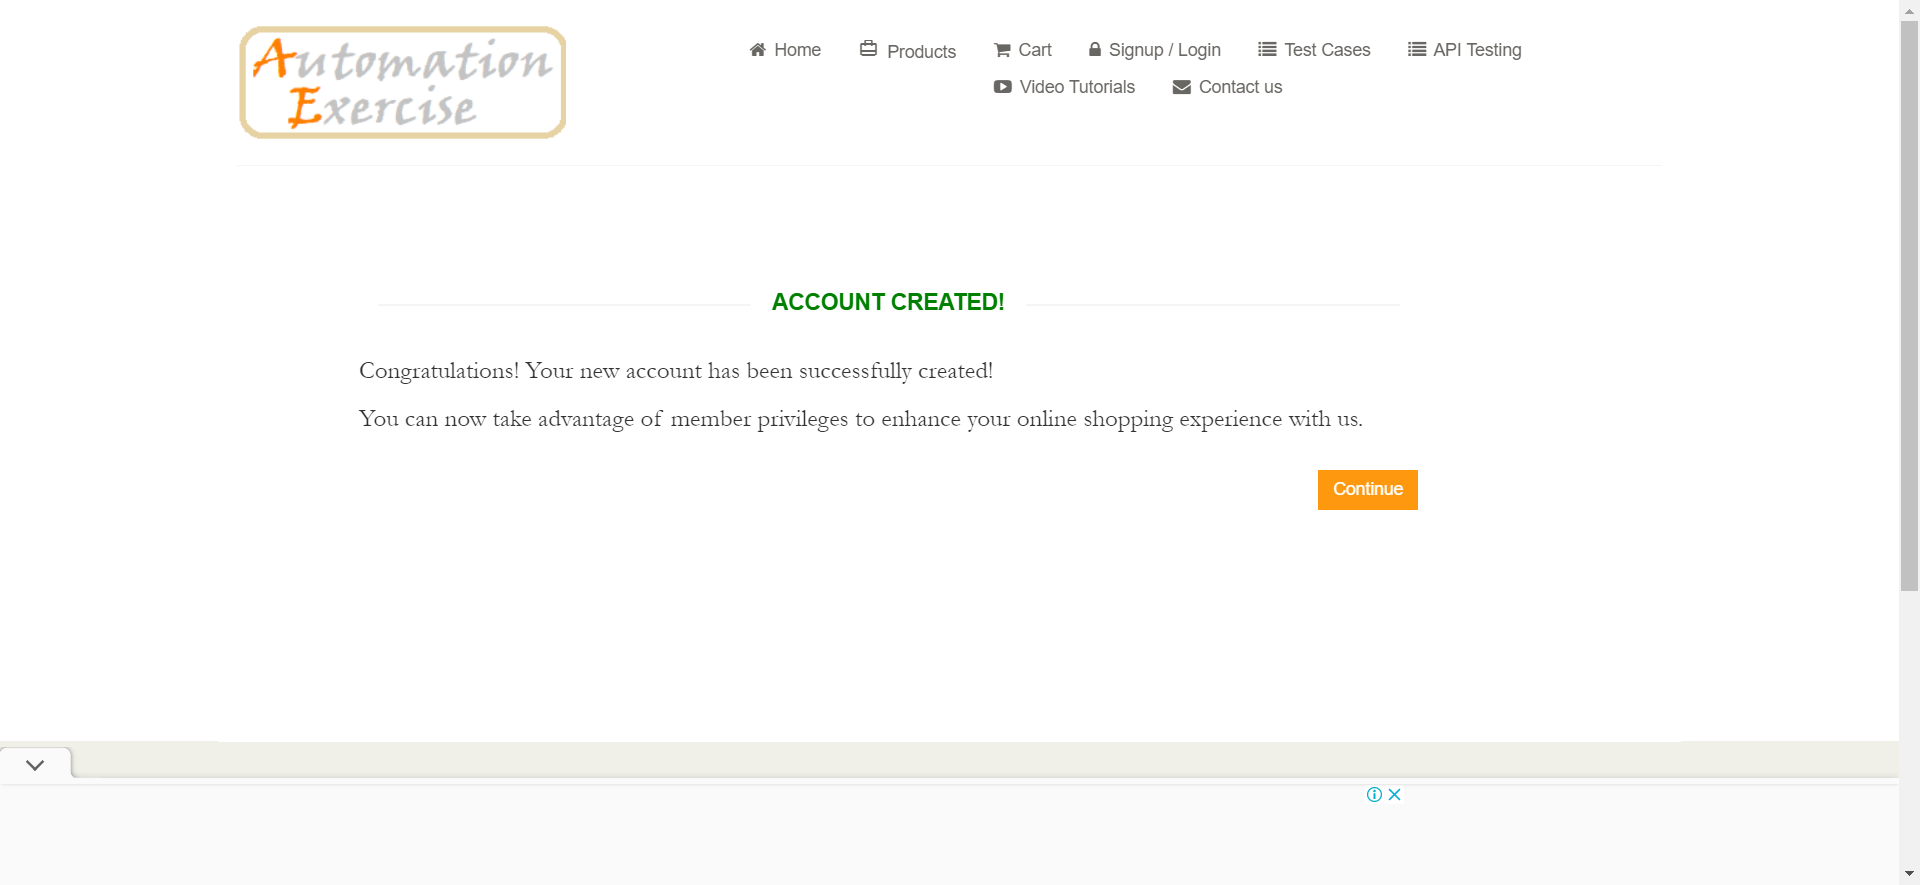 Automation
Exercise
Home
Products
Cart
Signup / Login
Test Cases
API Testing
Video Tutorials
Contact us
ACCOUNT CREATED!
Congratulations! Your new account has been successfully created!
You can now take advantage of member privileges to enhance your online shopping experience with us.
Continue